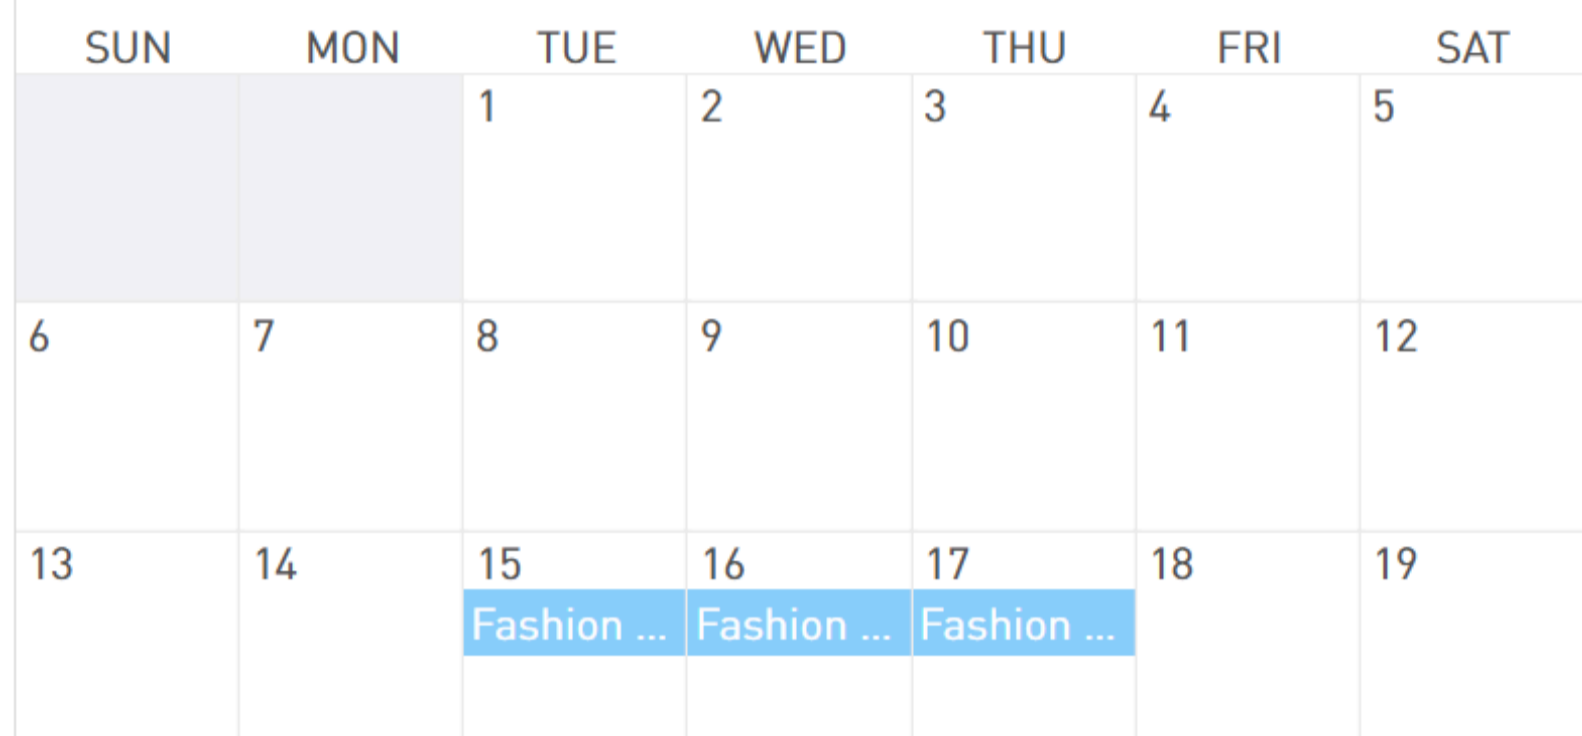 SUN MON TUE WED THU FRI SAT
1 2 3 4 5
6 7 8 9 10 11 12
13 14 15 16 17 18 19
Fashion ... Fashion ... Fashion ...